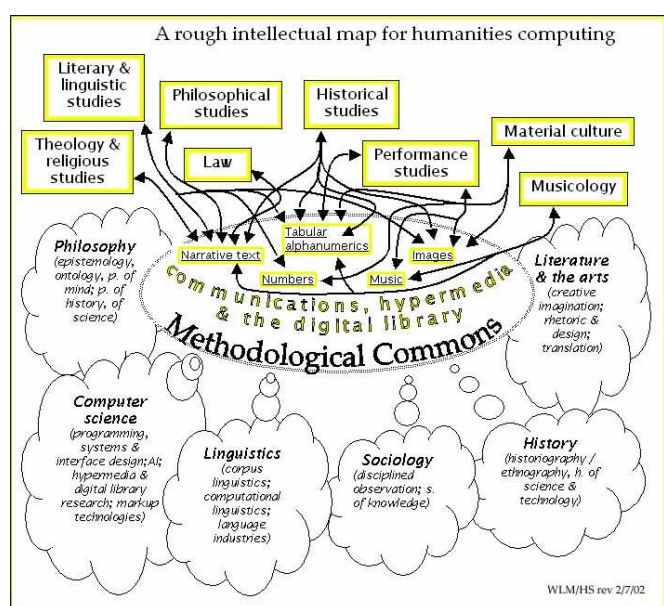 A rough intellectual map for humanities computing
Literary &
linguistic
studies
Philosophical
studies
Historical
studies
Material culture
Theology &
religious
studies
Law
Performance
studies
Musicology
Philosophy
(epistemology,
ontology, p. of
mind; p. of
history, of
science)
Narrative text
Tabular
alphanumerics
Images
Numbers
Music
communications, hypermedia
& the digital library
Methodological Commons
Literature
& the arts
(creative
imagination;
rhetoric &
design;
translation)
Computer
science
(programming,
systems &
interface design;AI;
hypermedia &
digital library
research; markup
technologies)
Linguistics
(corpus
linguistics;
computational
linguistics;
language
industries)
Sociology
(disciplined
observation; s.
of knowledge)
History
(historiography /
ethnography, h. of
science &
technology)
WLM/HS rev 2/7/02